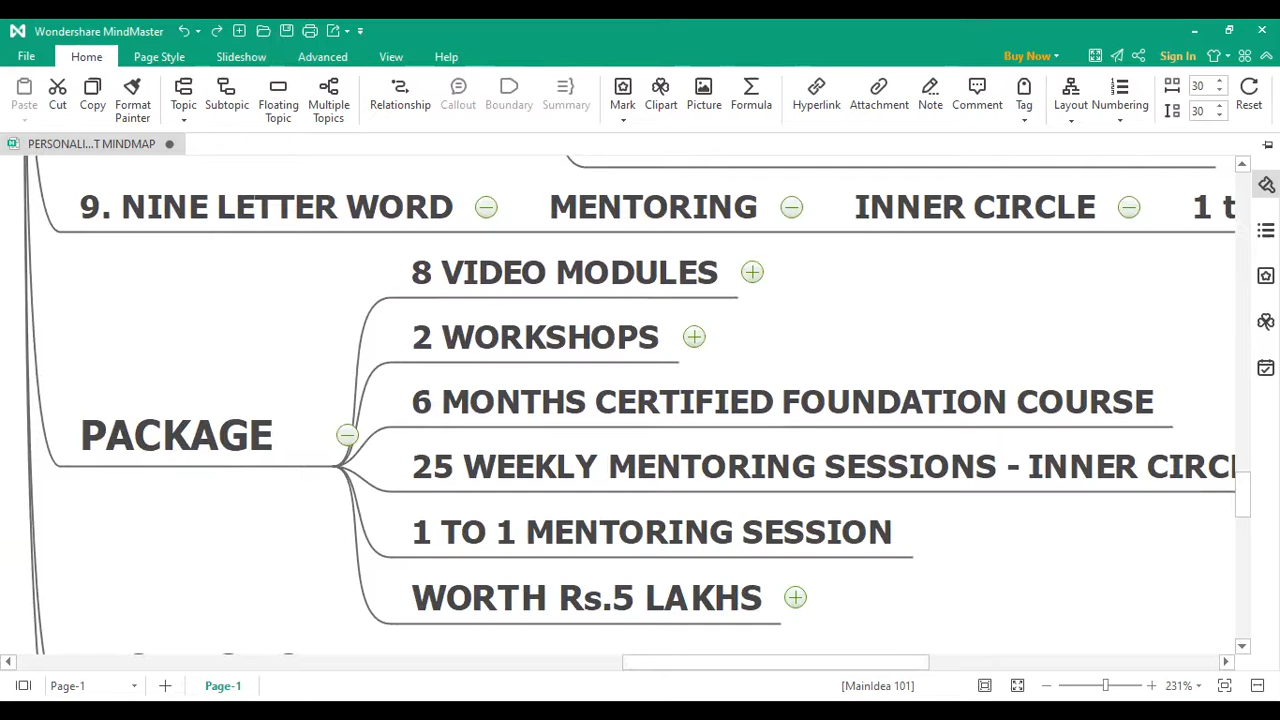 Wondershare MindMaster
File
Home
Page Style
Slideshow
Advanced
View
Help
Buy Now
Sign In
Paste
Cut
Copy
Format Painter
Topic
Subtopic
Floating Topic
Multiple Topics
Relationship
Callout
Boundary
Summary
Mark
Clipart
Picture
Formula
Hyperlink
Attachment
Note
Comment
Tag
Layout
Numbering
30
30
Reset
PERSONALI...T MINDMAP
9. NINE LETTER WORD
MENTORING
INNER CIRCLE
1 t
8 VIDEO MODULES
2 WORKSHOPS
6 MONTHS CERTIFIED FOUNDATION COURSE
PACKAGE
25 WEEKLY MENTORING SESSIONS - INNER CIRCL
1 TO 1 MENTORING SESSION
WORTH Rs.5 LAKHS
Page-1
Page-1
[MainIdea 101]
231%